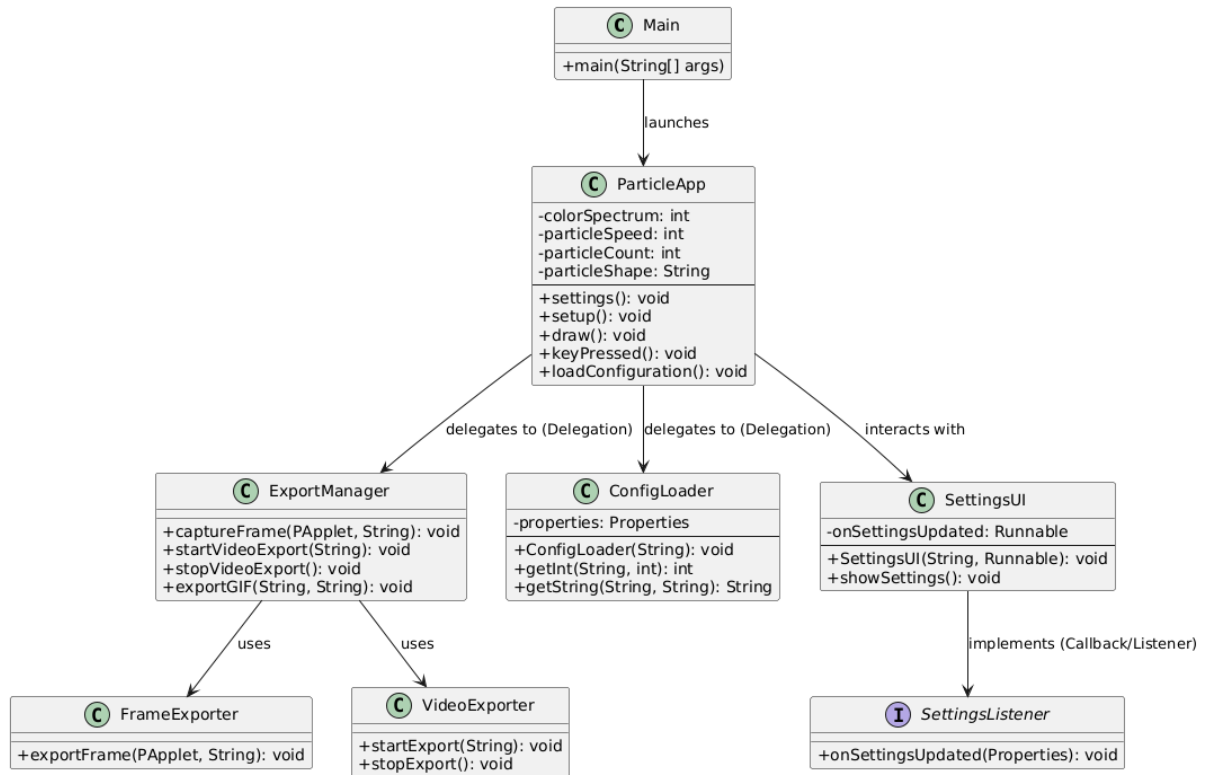 C Main
+main(String[] args)
launches
C ParticleApp
-colorSpectrum: int
-particleSpeed: int
-particleCount: int
-particleShape: String
+settings(): void
+setup(): void
+draw(): void
+keyPressed(): void
+loadConfiguration(): void
delegates to (Delegation)
delegates to (Delegation)
interacts with
C ExportManager
+captureFrame(PApplet, String): void
+startVideoExport(String): void
+stopVideoExport(): void
+exportGIF(String, String): void
C ConfigLoader
-properties: Properties
+ConfigLoader(String): void
+getInt(String, int): int
+getString(String, String): String
C SettingsUI
-onSettingsUpdated: Runnable
+SettingsUI(String, Runnable): void
+showSettings(): void
uses
uses
implements (Callback/Listener)
C FrameExporter
+exportFrame(PApplet, String): void
C VideoExporter
+startExport(String): void
+stopExport(): void
I SettingsListener
+onSettingsUpdated(Properties): void